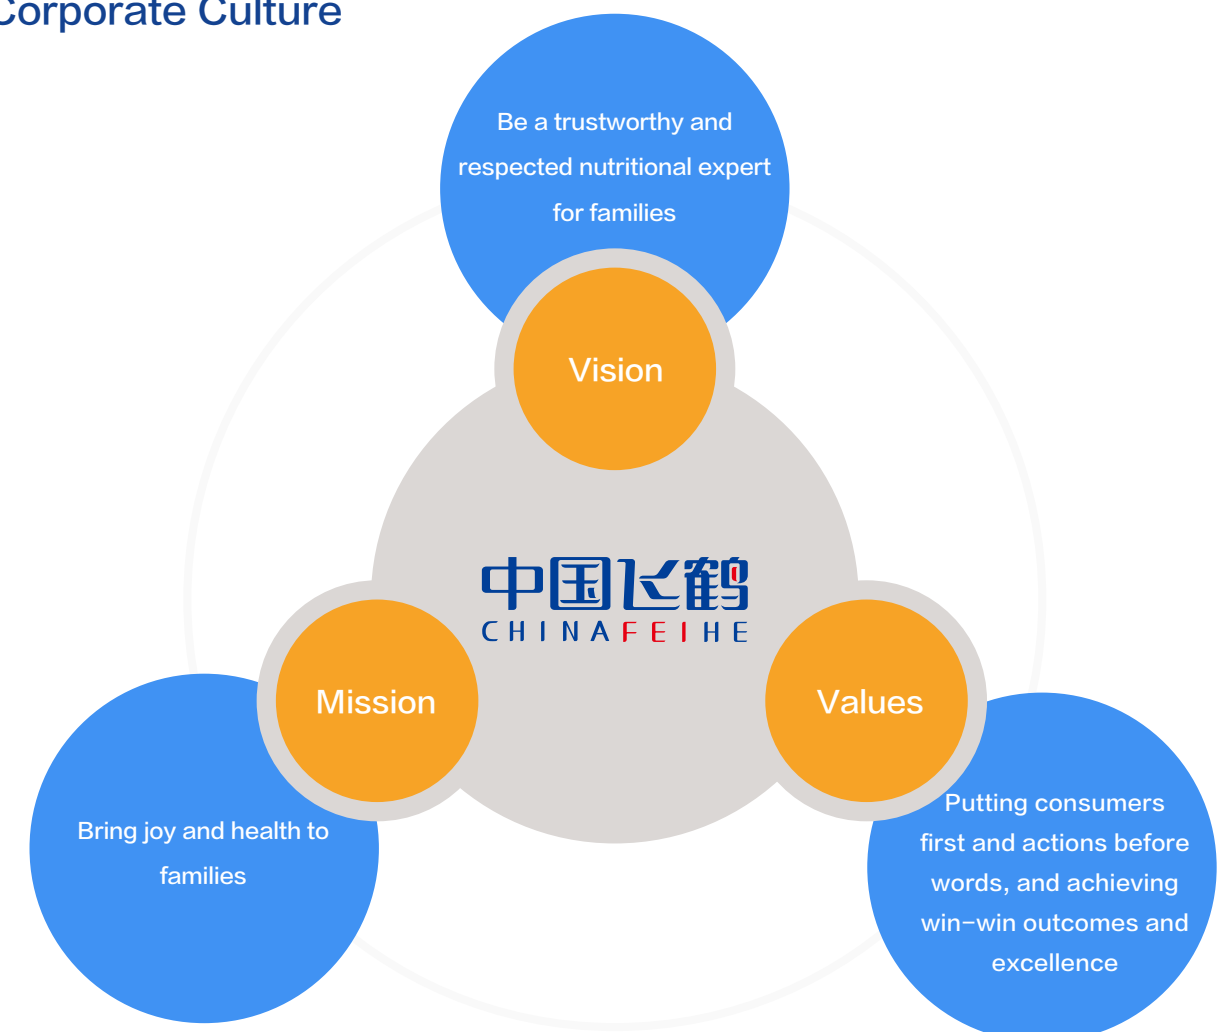 Corporate Culture
Be a trustworthy and
respected nutritional expert
for families
Vision
中国飞鹤
CHINAFEIHE
Mission
Values
Bring joy and health to
families
Putting consumers
first and actions before
words, and achieving
win-win outcomes and
excellence